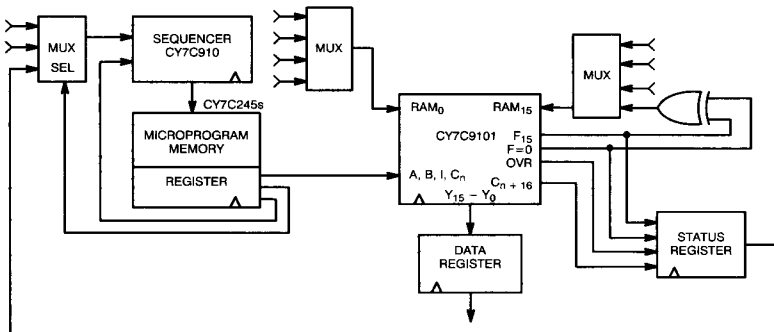 MUX
SEL
SEQUENCER
CY7C910
CY7C245s
MICROPROGRAM
MEMORY
REGISTER
MUX
MUX
RAM0
RAM15
CY7C9101
F15
F=0
OVR
A, B, I, Cn
Cn + 16
Y15 – Y0
DATA
REGISTER
STATUS
REGISTER